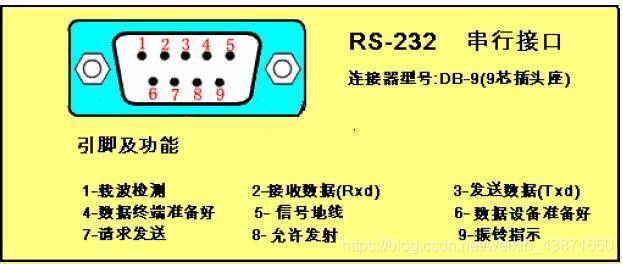 RS-232 串行接口
1 2 3 4 5
连接器型号:DB-9(9芯插头座)
6 7 8 9
引脚及功能
1-载波检测 2-接收数据(Rxd) 3-发送数据(Txd)
4-数据终端准备好 5- 信号地线 6- 数据设备准备好
7-请求发送 8-允许发射 9-振铃指示
https://blog.csdn.net/weixin_43871650